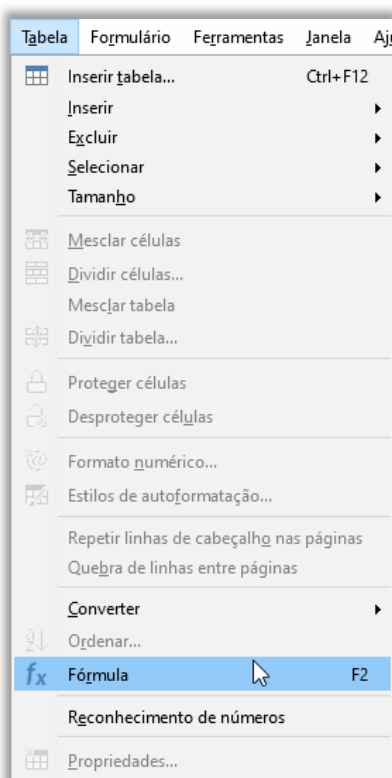 Tabela Formulário Ferramentas Janela Aj
Inserir tabela... Ctrl+F12
Inserir
Excluir
Selecionar
Tamanho
Mesclar células
Dividir células...
Mesclar tabela
Dividir tabela...
Proteger células
Desproteger células
Formato numérico...
Estilos de autoformatação...
Repetir linhas de cabeçalho nas páginas
Quebra de linhas entre páginas
Converter
Ordenar...
fx Fórmula F2
Reconhecimento de números
Propriedades...